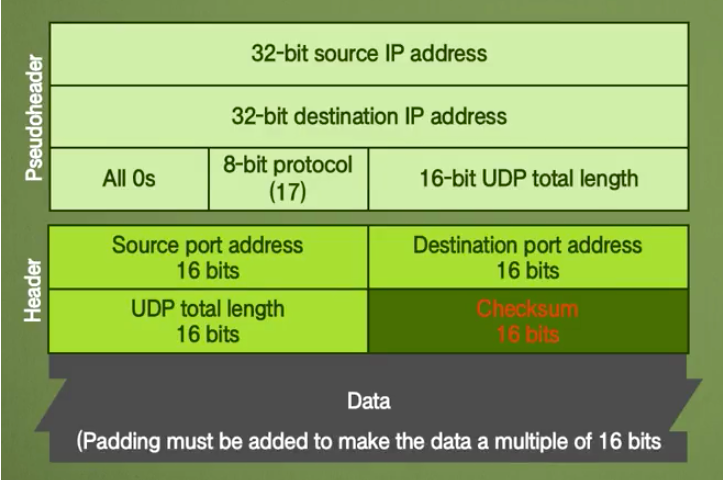 Pseudoheader
32-bit source IP address
32-bit destination IP address
All 0s
8-bit protocol
(17)
16-bit UDP total length
Header
Source port address
16 bits
Destination port address
16 bits
UDP total length
16 bits
Checksum
16 bits
Data
(Padding must be added to make the data a multiple of 16 bits